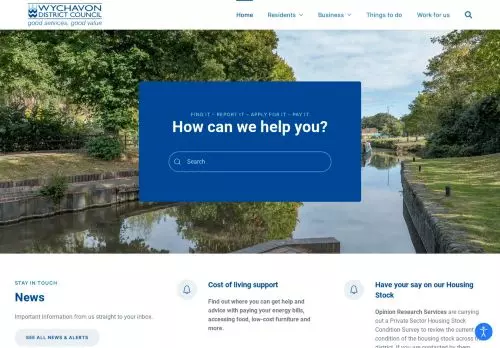 WYCHAVON
DISTRICT COUNCIL
good services, good value
Home Residents Business Things to do Work for us
FIND IT - REPORT IT - APPLY FOR IT - PAY IT
How can we help you?
Search
STAY IN TOUCH
News
Important information from us straight to your inbox.
SEE ALL NEWS & ALERTS
Cost of living support
Find out where you can get help and
advice with paying your energy bills,
accessing food, low-cost furniture and
more.
Have your say on our Housing
Stock
Opinion Research Services are carrying
out a Private Sector Housing Stock
Condition Survey to review the current
condition of the housing stock across the
district. If you are contacted by them